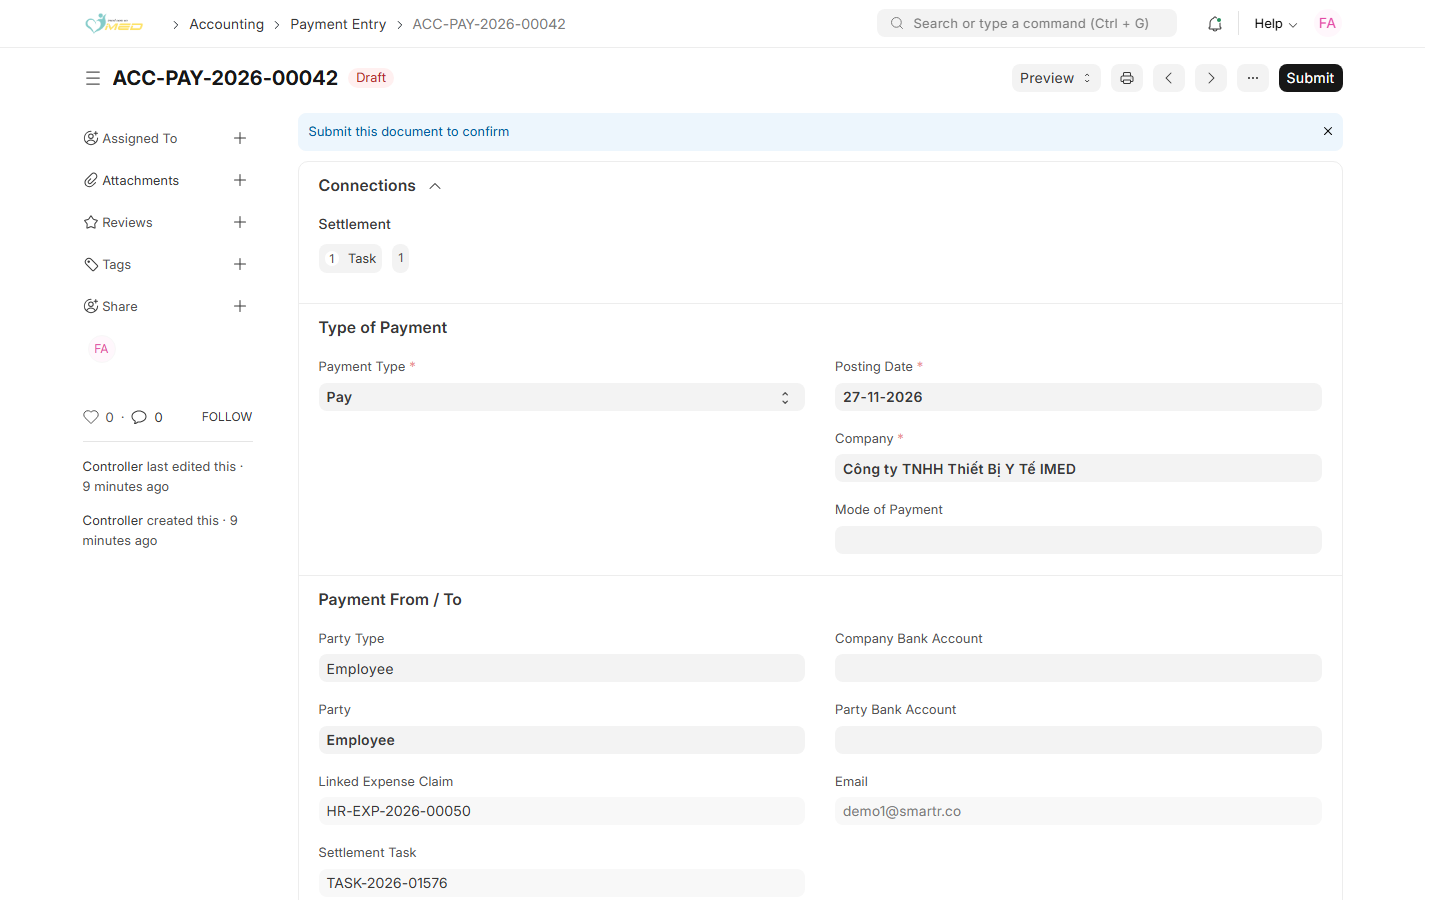 IMED
Accounting
Payment Entry
ACC-PAY-2026-00042
Search or type a command (Ctrl + G)
Help
FA
ACC-PAY-2026-00042
Draft
Preview
Submit
Assigned To
Attachments
Reviews
Tags
Share
FA
0 · 0
FOLLOW
Controller last edited this ·
9 minutes ago
Controller created this · 9
minutes ago
Submit this document to confirm
Connections
Settlement
1 Task 1
Type of Payment
Payment Type *
Pay
Posting Date *
27-11-2026
Company *
Công ty TNHH Thiết Bị Y Tế IMED
Mode of Payment
Payment From / To
Party Type
Employee
Company Bank Account
Party
Employee
Party Bank Account
Linked Expense Claim
HR-EXP-2026-00050
Email
demo1@smartr.co
Settlement Task
TASK-2026-01576